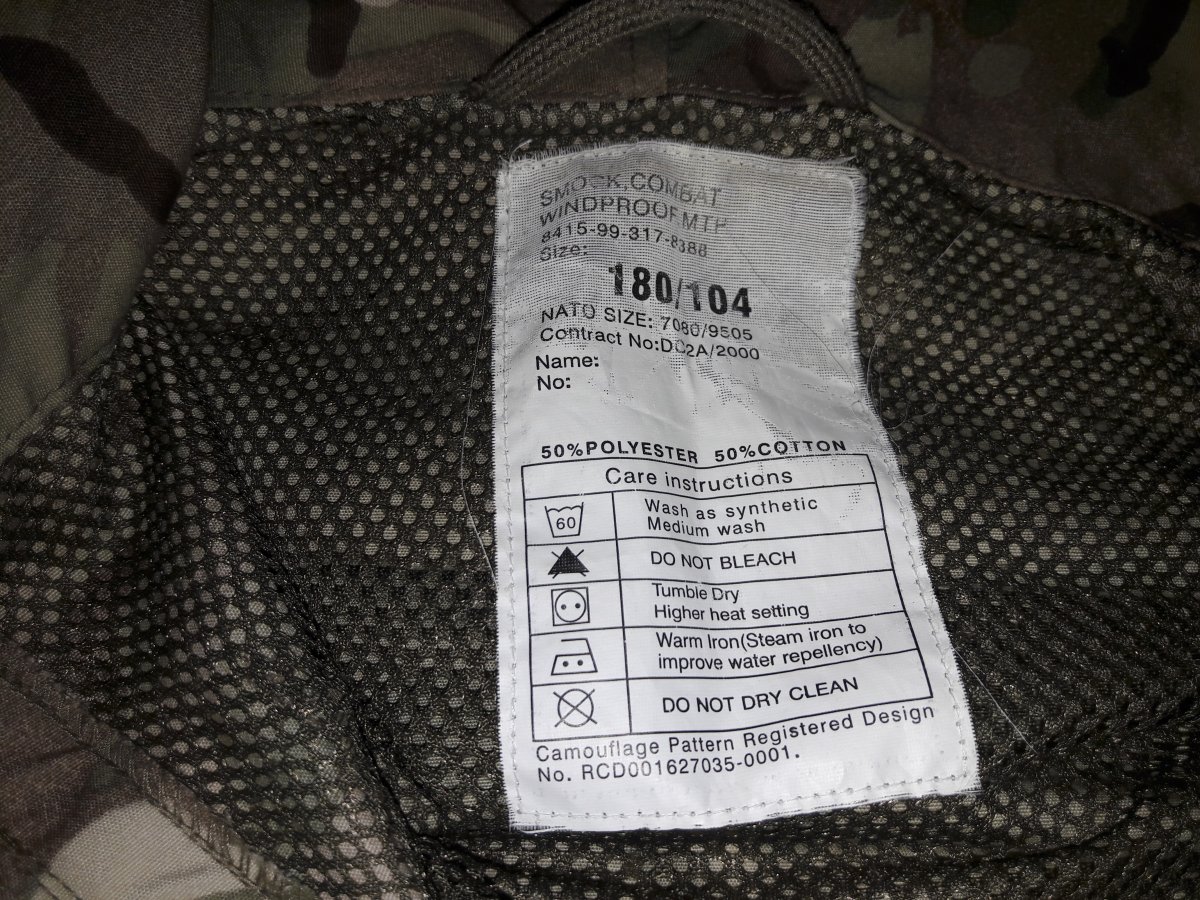 SMOCK,COMBAT
WINDPROOF MTP
8415-99-317-8388
Size:
180/104
NATO SIZE: 7080/9505
Contract No:DC2A/2000
Name:
No:
50%POLYESTER 50%COTTON
Care instructions
60
Wash as synthetic
Medium wash
DO NOT BLEACH
Tumble Dry
Higher heat setting
Warm Iron(Steam iron to
improve water repellency)
DO NOT DRY CLEAN
Camouflage Pattern Registered Design
No. RCD001627035-0001.